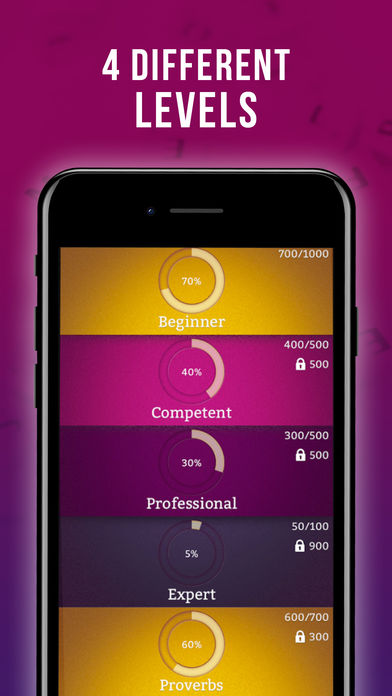 4 DIFFERENT
LEVELS
700/1000
70%
Beginner
400/500
500
40%
Competent
300/500
500
30%
Professional
50/100
900
5%
Expert
600/700
300
60%
Proverbs